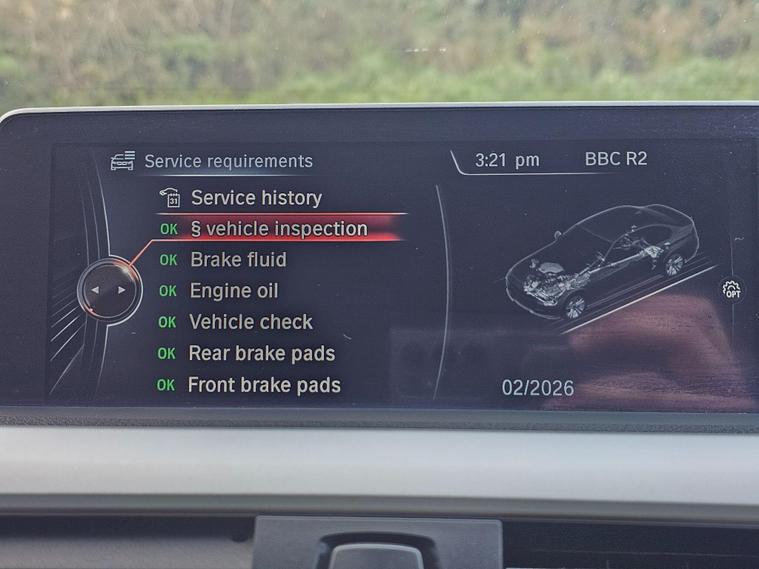 Service requirements
3:21 pm
BBC R2
31
Service history
OK § vehicle inspection
OK Brake fluid
OK Engine oil
OK Vehicle check
OK Rear brake pads
OK Front brake pads
OPT
02/2026